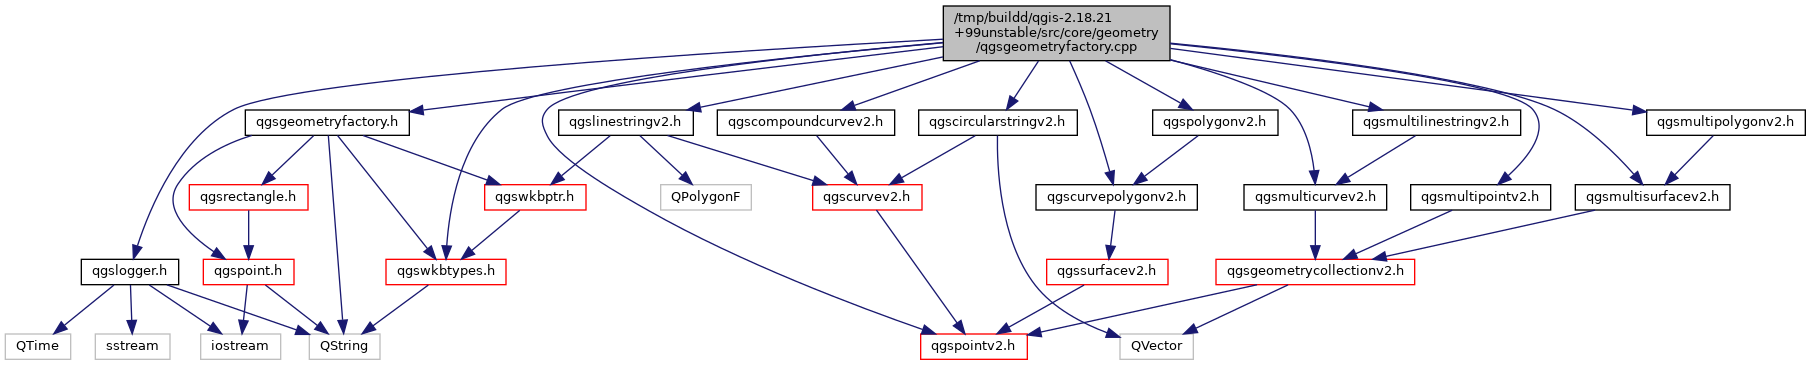 /tmp/buildd/qgis-2.18.21
+99unstable/src/core/geometry
/qgsgeometryfactory.cpp
qgsgeometryfactory.h
qgslinestringv2.h
qgscompoundcurvev2.h
qgscircularstringv2.h
qgspolygonv2.h
qgsmultilinestringv2.h
qgsmultipolygonv2.h
qgsrectangle.h
qgswkbptr.h
QPolygonF
qgscurvev2.h
qgscurvepolygonv2.h
qgsmulticurvev2.h
qgsmultipointv2.h
qgsmultisurfacev2.h
qgslogger.h
qgspoint.h
qgswkbtypes.h
qgssurfacev2.h
qgsgeometrycollectionv2.h
QTime
sstream
iostream
QString
qgspointv2.h
QVector